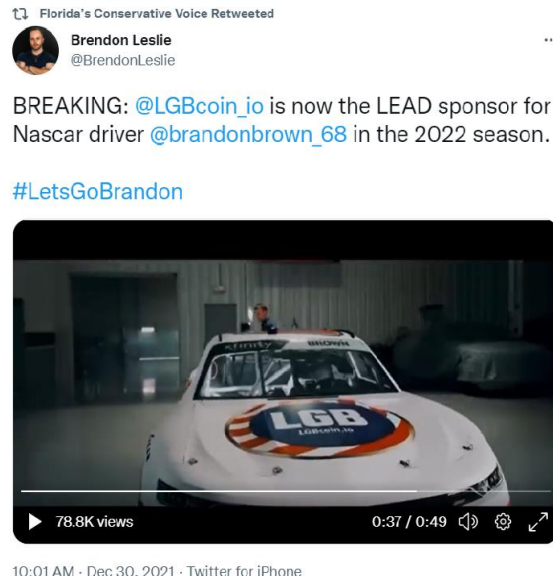 Florida's Conservative Voice Retweeted
Brendon Leslie
@BrendonLeslie
BREAKING: @LGBcoin_io is now the LEAD sponsor for
Nascar driver @brandonbrown_68 in the 2022 season.
#LetsGoBrandon
xfinity BROWN
LGB
LGBcoin.io
78.8K views 0:37 / 0:49
10:01 AM · Dec 30, 2021 · Twitter for iPhone